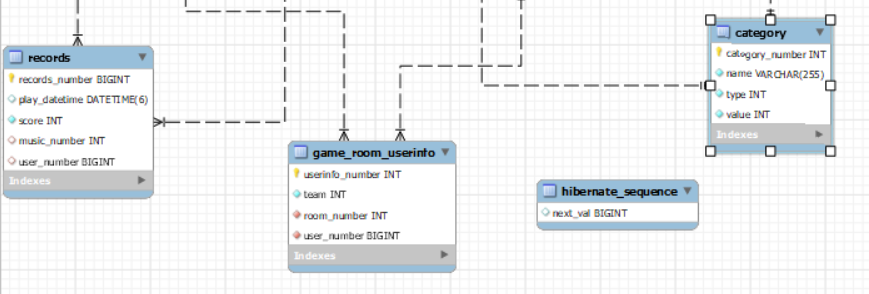 records
records_number BIGINT
play_datetime DATETIME(6)
score INT
music_number INT
user_number BIGINT
Indexes
game_room_userinfo
userinfo_number INT
team INT
room_number INT
user_number BIGINT
Indexes
hibernate_sequence
next_val BIGINT
category
category_number INT
name VARCHAR(255)
type INT
value INT
Indexes